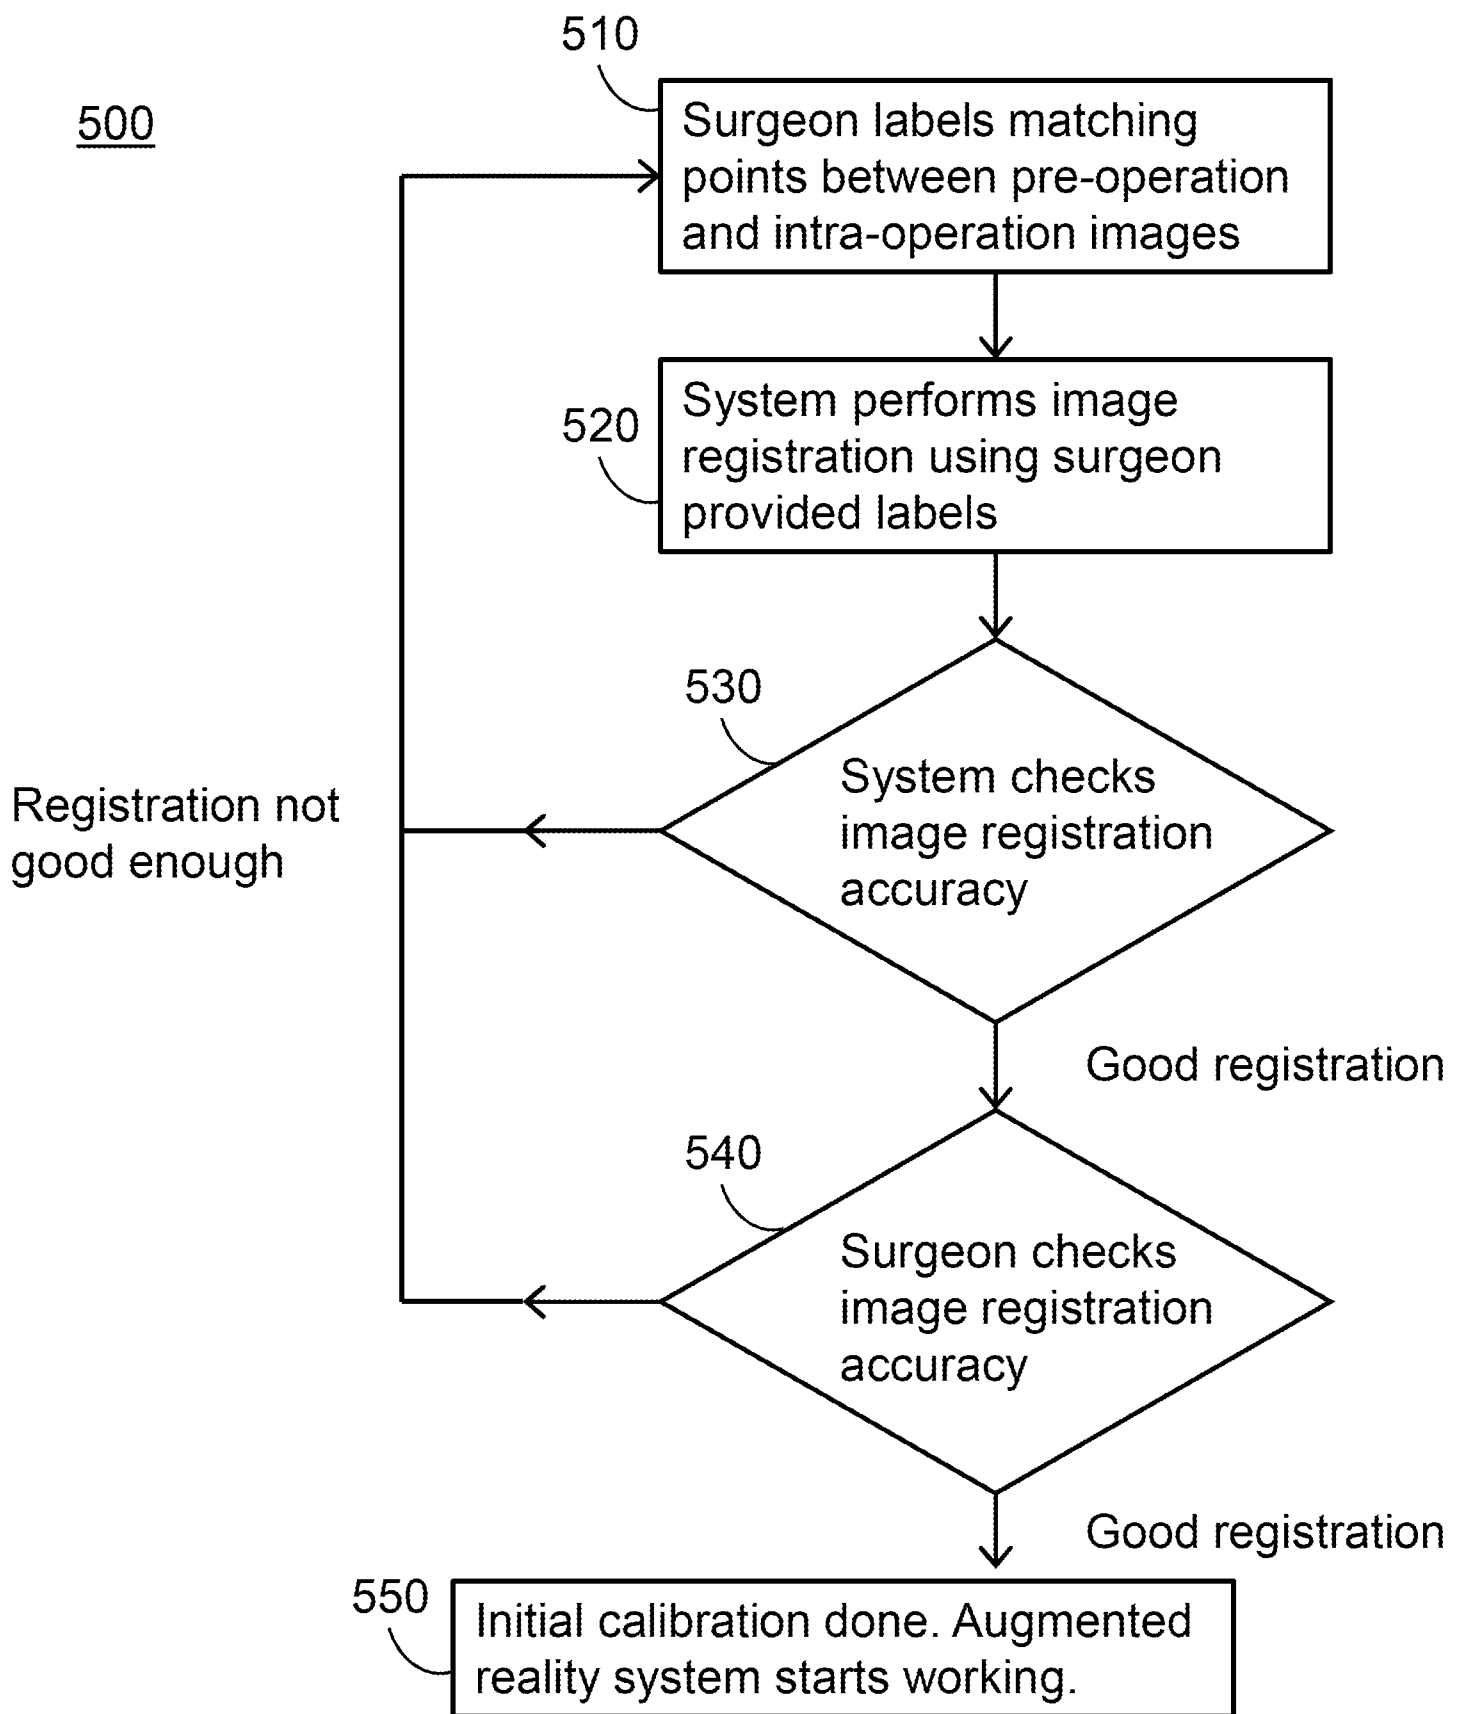 510
500
Surgeon labels matching
points between pre-operation
and intra-operation images
520
System performs image
registration using surgeon
provided labels
530
System checks
image registration
accuracy
Registration not
good enough
Good registration
540
Surgeon checks
image registration
accuracy
Good registration
550
Initial calibration done. Augmented
reality system starts working.